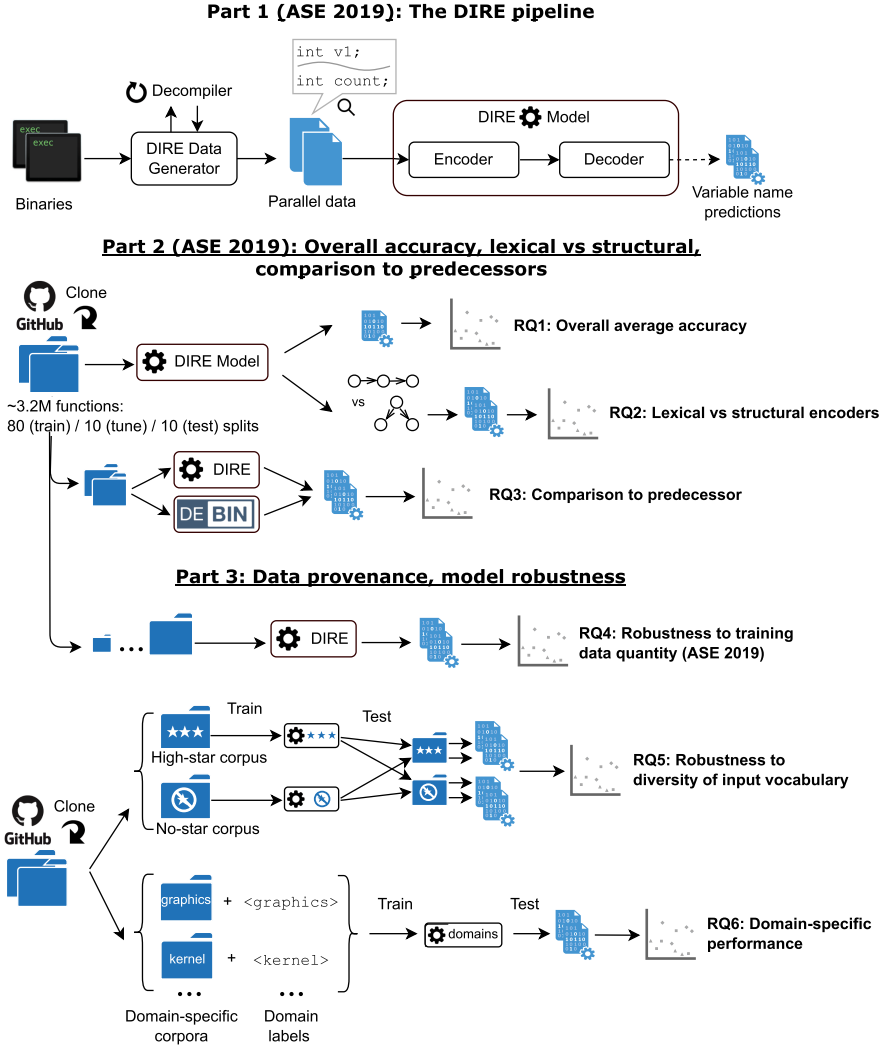 Part 1 (ASE 2019): The DIRE pipeline
int v1;
int count;
Decompiler
exec
exec
DIRE Data
Generator
DIRE Model
Encoder
Decoder
Binaries
Parallel data
Variable name
predictions
Part 2 (ASE 2019): Overall accuracy, lexical vs structural,
comparison to predecessors
Clone
GitHub
DIRE Model
RQ1: Overall average accuracy
~3.2M functions:
80 (train) / 10 (tune) / 10 (test) splits
vs
RQ2: Lexical vs structural encoders
DIRE
DEBIN
RQ3: Comparison to predecessor
Part 3: Data provenance, model robustness
...
DIRE
RQ4: Robustness to training
data quantity (ASE 2019)
Train
Test
High-star corpus
No-star corpus
RQ5: Robustness to
diversity of input vocabulary
Clone
GitHub
graphics + <graphics>
kernel + <kernel>
...
...
Domain-specific
corpora
Domain
labels
Train
domains
Test
RQ6: Domain-specific
performance